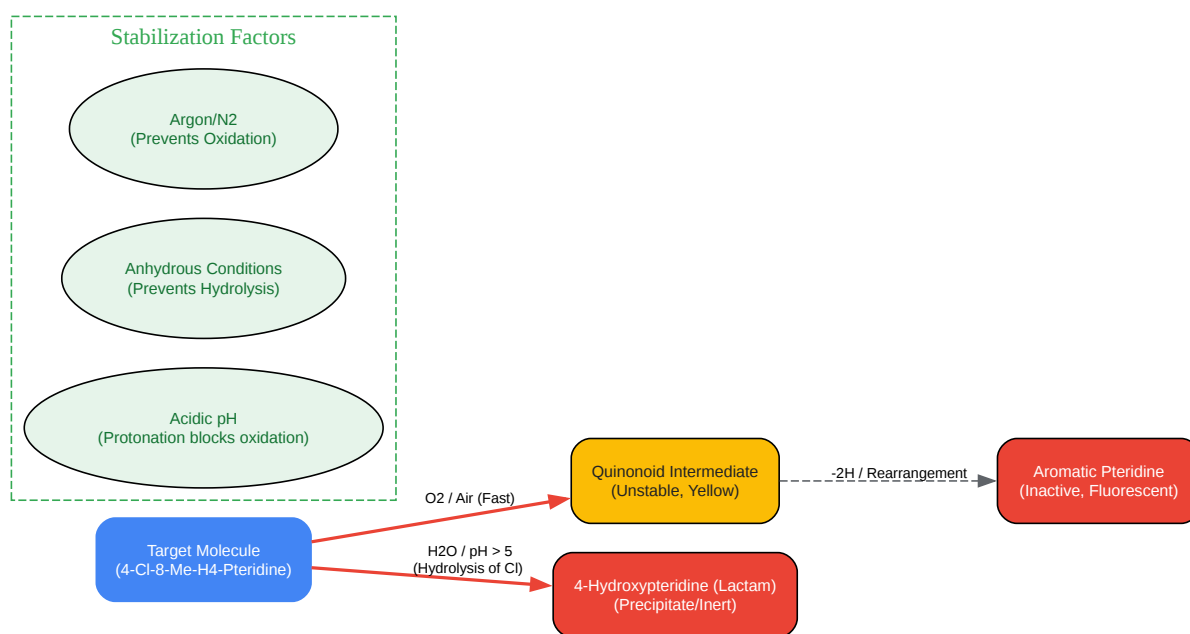 Stabilization Factors
Argon/N2
(Prevents Oxidation)
Anhydrous Conditions
(Prevents Hydrolysis)
Acidic pH
(Protonation blocks oxidation)
Target Molecule
(4-Cl-8-Me-H4-Pteridine)
O2 / Air (Fast)
H2O / pH > 5
(Hydrolysis of Cl)
Quinonoid Intermediate
(Unstable, Yellow)
-2H / Rearrangement
Aromatic Pteridine
(Inactive, Fluorescent)
4-Hydroxypteridine (Lactam)
(Precipitate/Inert)